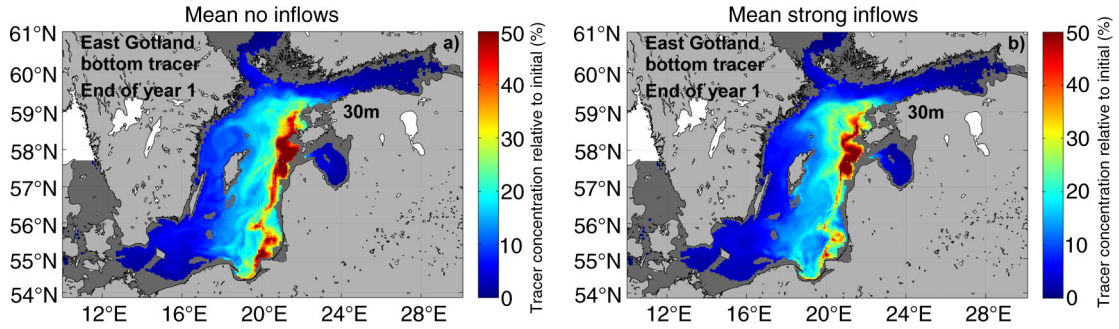 Mean no inflows
61°N
60°N
59°N
58°N
57°N
56°N
55°N
54°N
East Gotland
bottom tracer
End of year 1
a)
30m
12°E 16°E 20°E 24°E 28°E
50
40
30
20
10
0
Tracer concentration relative to initial (%)
Mean strong inflows
61°N
60°N
59°N
58°N
57°N
56°N
55°N
54°N
East Gotland
bottom tracer
End of year 1
b)
30m
12°E 16°E 20°E 24°E 28°E
50
40
30
20
10
0
Tracer concentration relative to initial (%)